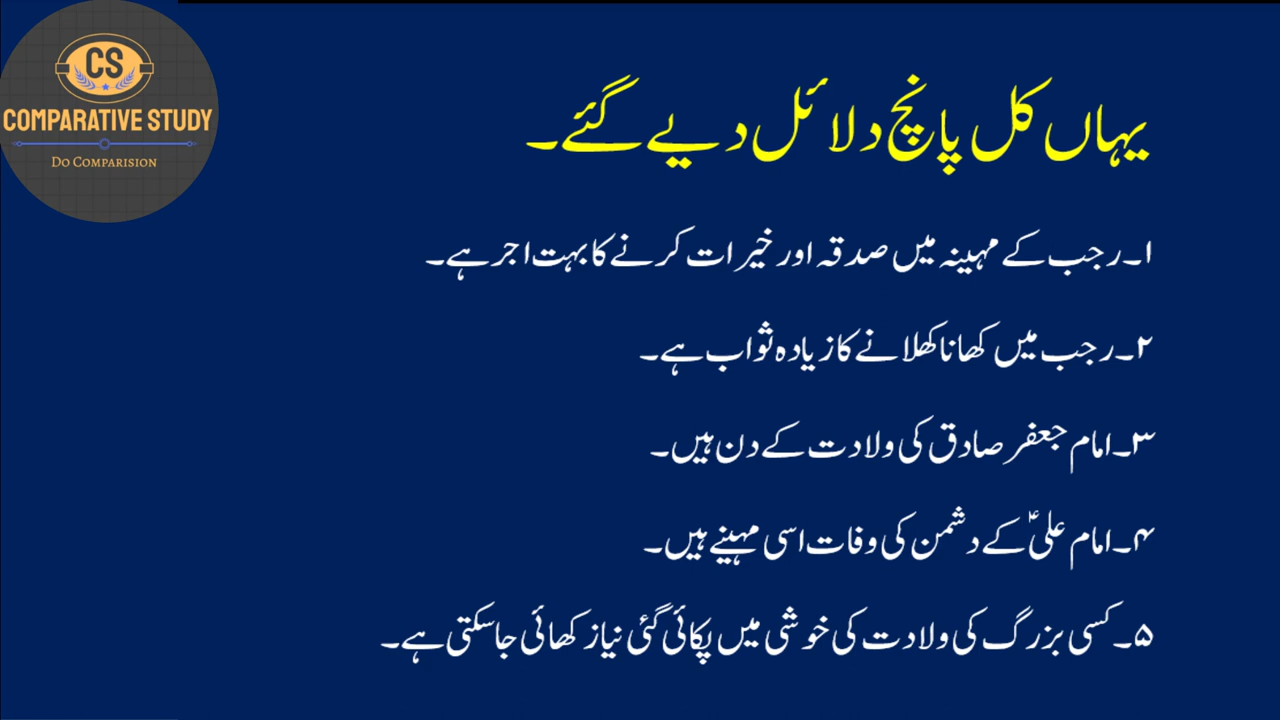 CS
COMPARATIVE STUDY
DO COMPARISION
یہاں کل پانچ دلائل دیے گئے۔
۱۔رجب کے مہینہ میں صدقہ اور خیرات کرنے کا بہت اجر ہے۔
۲۔رجب میں کھانا کھلانے کا زیادہ ثواب ہے۔
۳۔امام جعفر صادق کی ولادت کے دن ہیں۔
۴۔امام علیؑ کے دشمن کی وفات اسی مہینے ہیں۔
۵۔کسی بزرگ کی ولادت کی خوشی میں پکائی گئی نیاز کھائی جاسکتی ہے۔